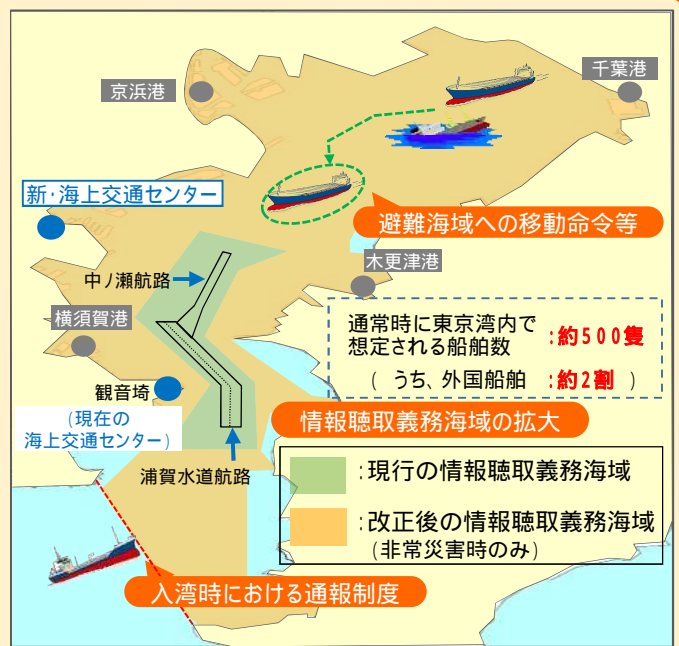 千葉港
京浜港
新・海上交通センター
避難海域への移動命令等
中ノ瀬航路
木更津港
横須賀港
通常時に東京湾内で
想定される船舶数
:約500隻
( うち、外国船舶 :約2割 )
観音埼
(現在の
海上交通センター)
情報聴取義務海域の拡大
浦賀水道航路
:現行の情報聴取義務海域
:改正後の情報聴取義務海域
(非常災害時のみ)
入湾時における通報制度